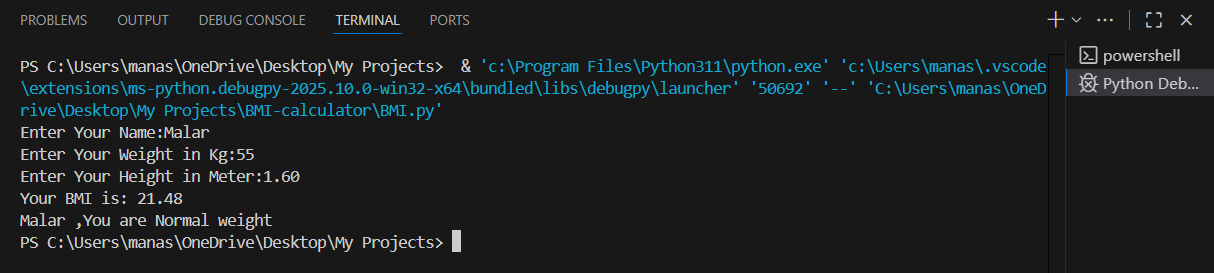 PROBLEMS OUTPUT DEBUG CONSOLE TERMINAL PORTS
PS C:\Users\manas\OneDrive\Desktop\My Projects>  & 'c:\Program Files\Python311\python.exe' 'c:\Users\manas\.vscode
\extensions\ms-python.debugpy-2025.10.0-win32-x64\bundled\libs\debugpy\launcher' '50692' '--' 'C:\Users\manas\OneD
rive\Desktop\My Projects\BMI-calculator\BMI.py'
Enter Your Name:Malar
Enter Your Weight in Kg:55
Enter Your Height in Meter:1.60
Your BMI is: 21.48
Malar ,You are Normal weight
PS C:\Users\manas\OneDrive\Desktop\My Projects>
powershell
Python Deb...